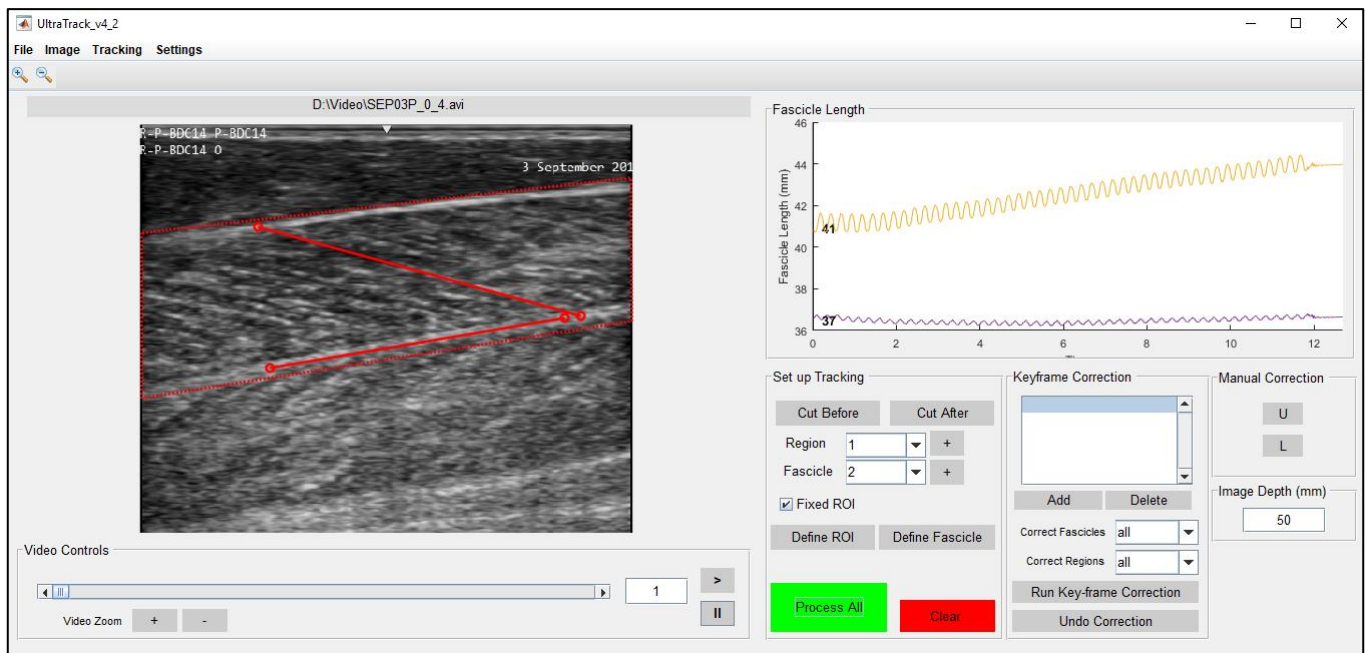 UltraTrack_v4_2
File Image Tracking Settings
D:\Video\SEP03P_0_4.avi
R-P-BDC14 P-BDC14
R-P-BDC14 O
3 September 201
Video Controls
1
>
II
Video Zoom + -
Fascicle Length
Fascicle Length (mm)
46
44
42
40
38
36
41
37
0 2 4 6 8 10 12
Set up Tracking
Cut Before Cut After
Region 1 +
Fascicle 2 +
Fixed ROI
Define ROI Define Fascicle
Process All Clear
Keyframe Correction
Add Delete
Correct Fascicles all
Correct Regions all
Run Key-frame Correction
Undo Correction
Manual Correction
U
L
Image Depth (mm)
50